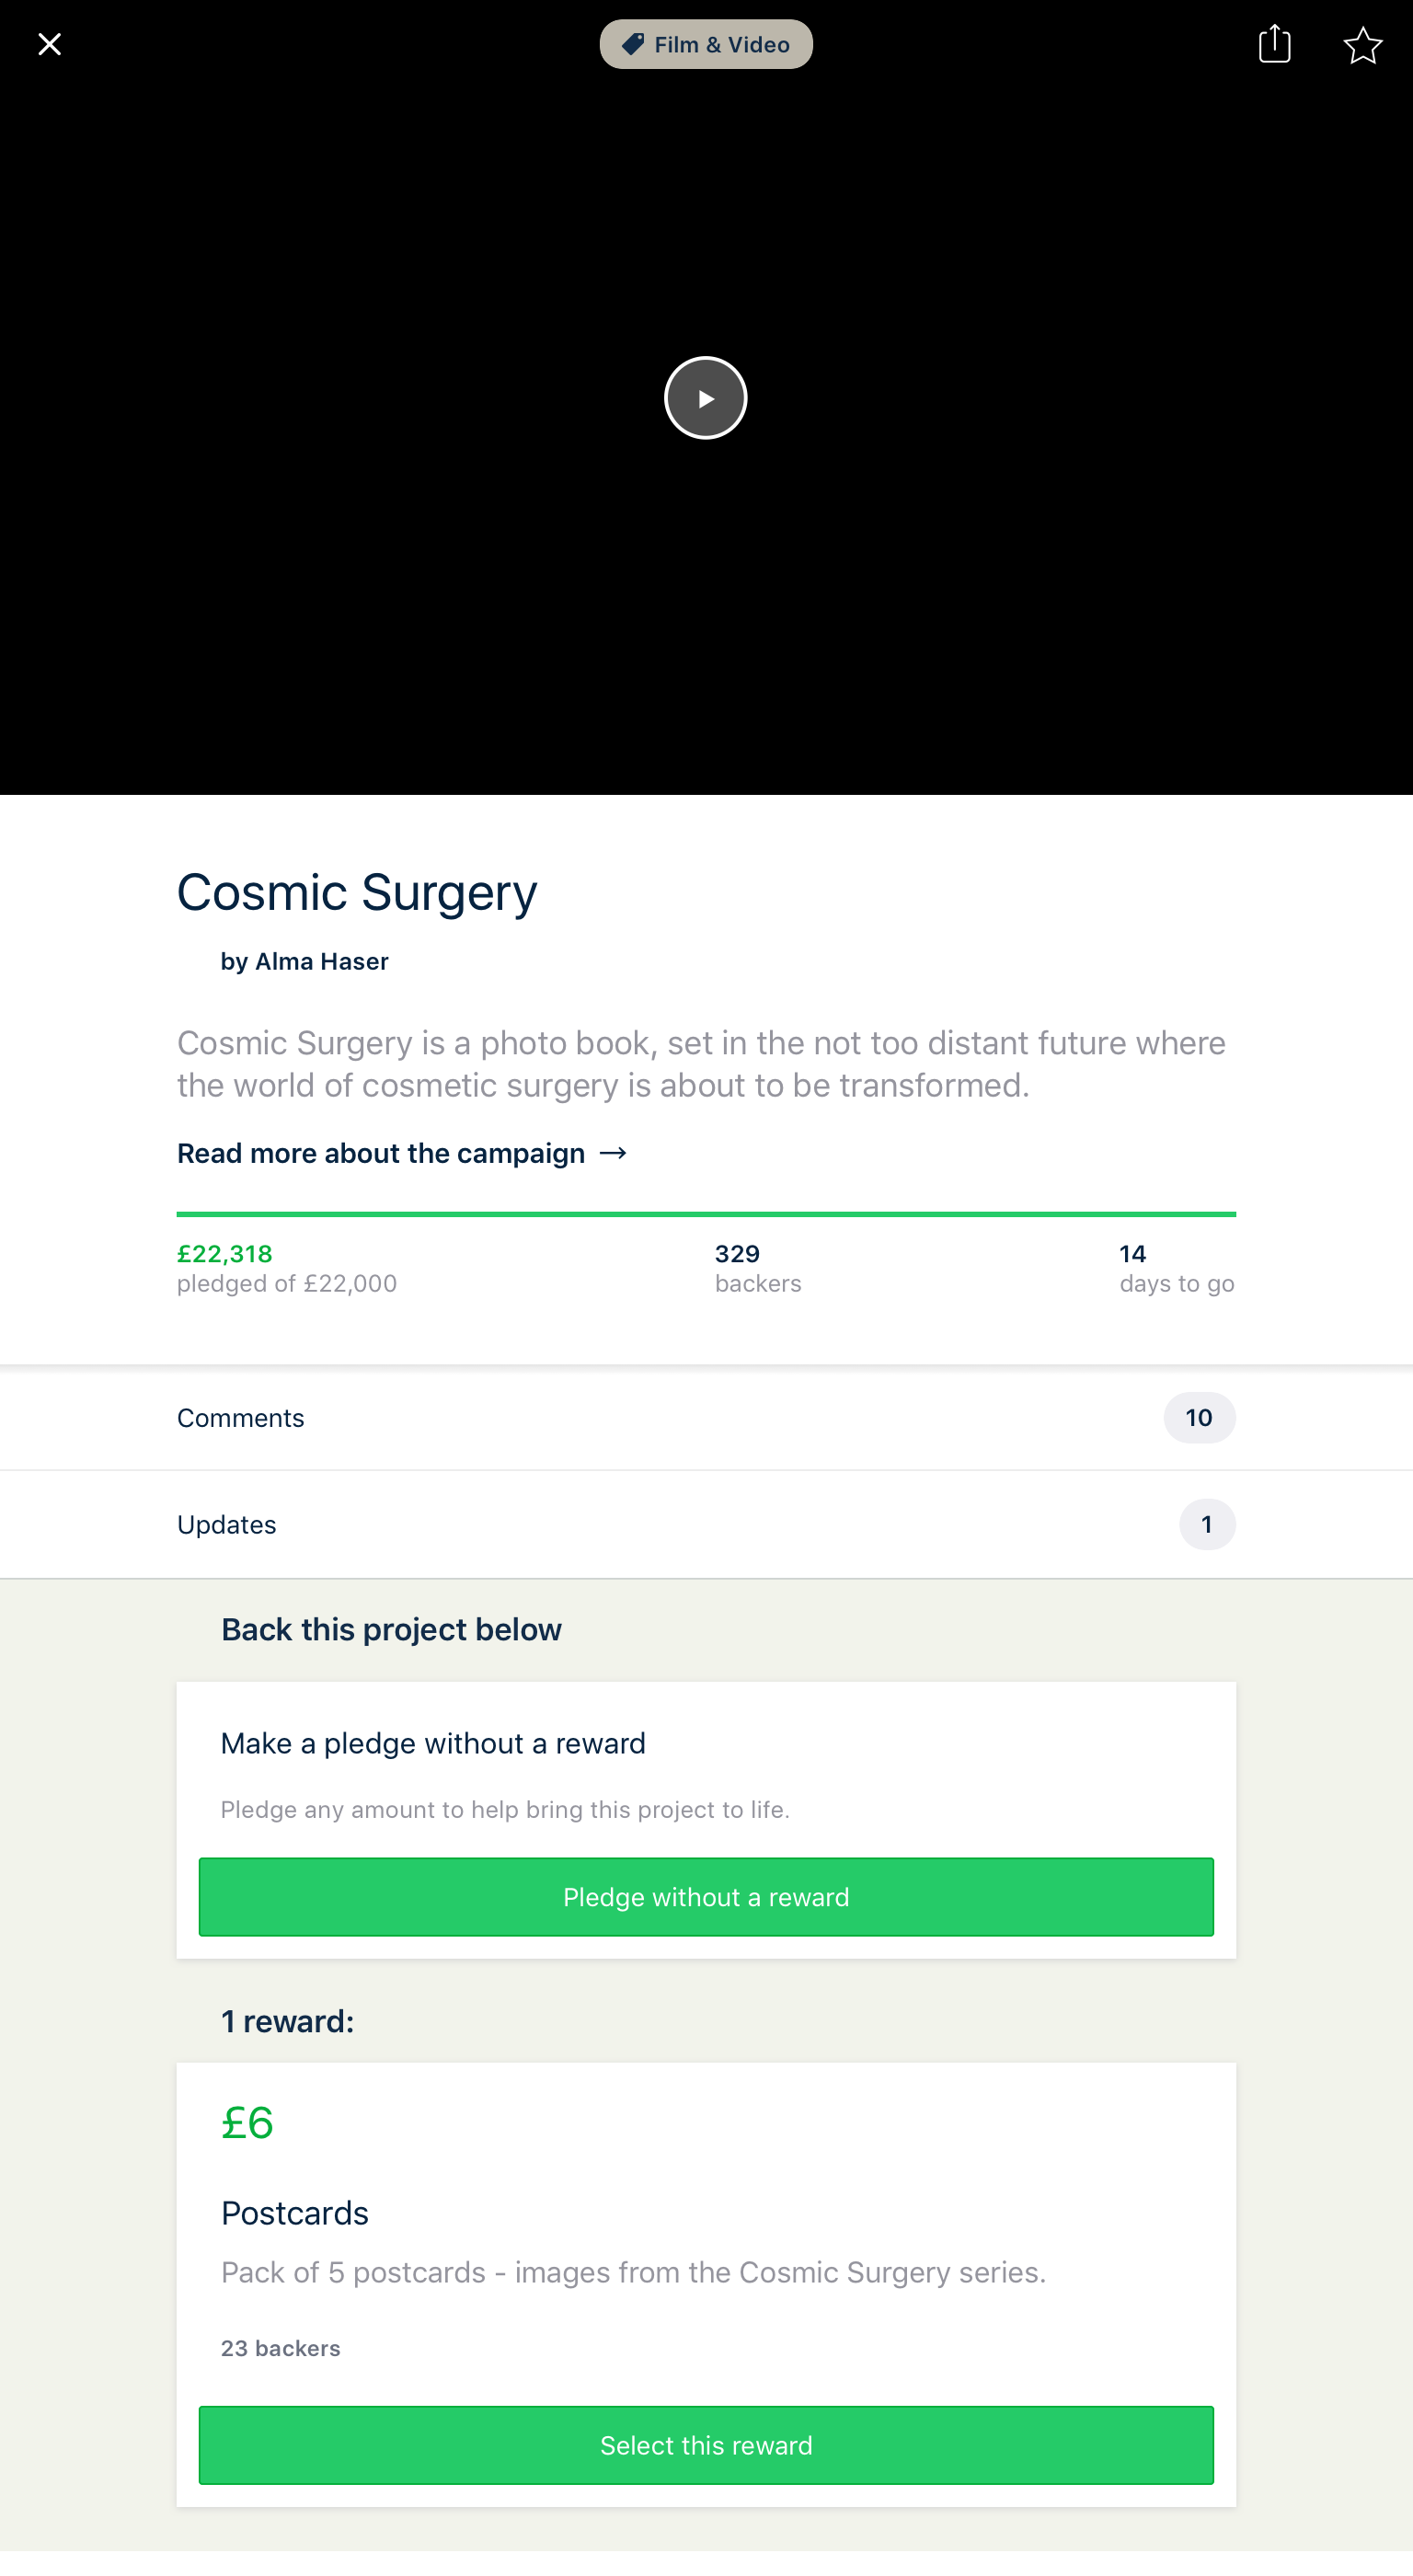 Film & Video
Cosmic Surgery
by Alma Haser
Cosmic Surgery is a photo book, set in the not too distant future where
the world of cosmetic surgery is about to be transformed.
Read more about the campaign →
£22,318
pledged of £22,000
329
backers
14
days to go
Comments
10
Updates
1
Back this project below
Make a pledge without a reward
Pledge any amount to help bring this project to life.
Pledge without a reward
1 reward:
£6
Postcards
Pack of 5 postcards - images from the Cosmic Surgery series.
23 backers
Select this reward